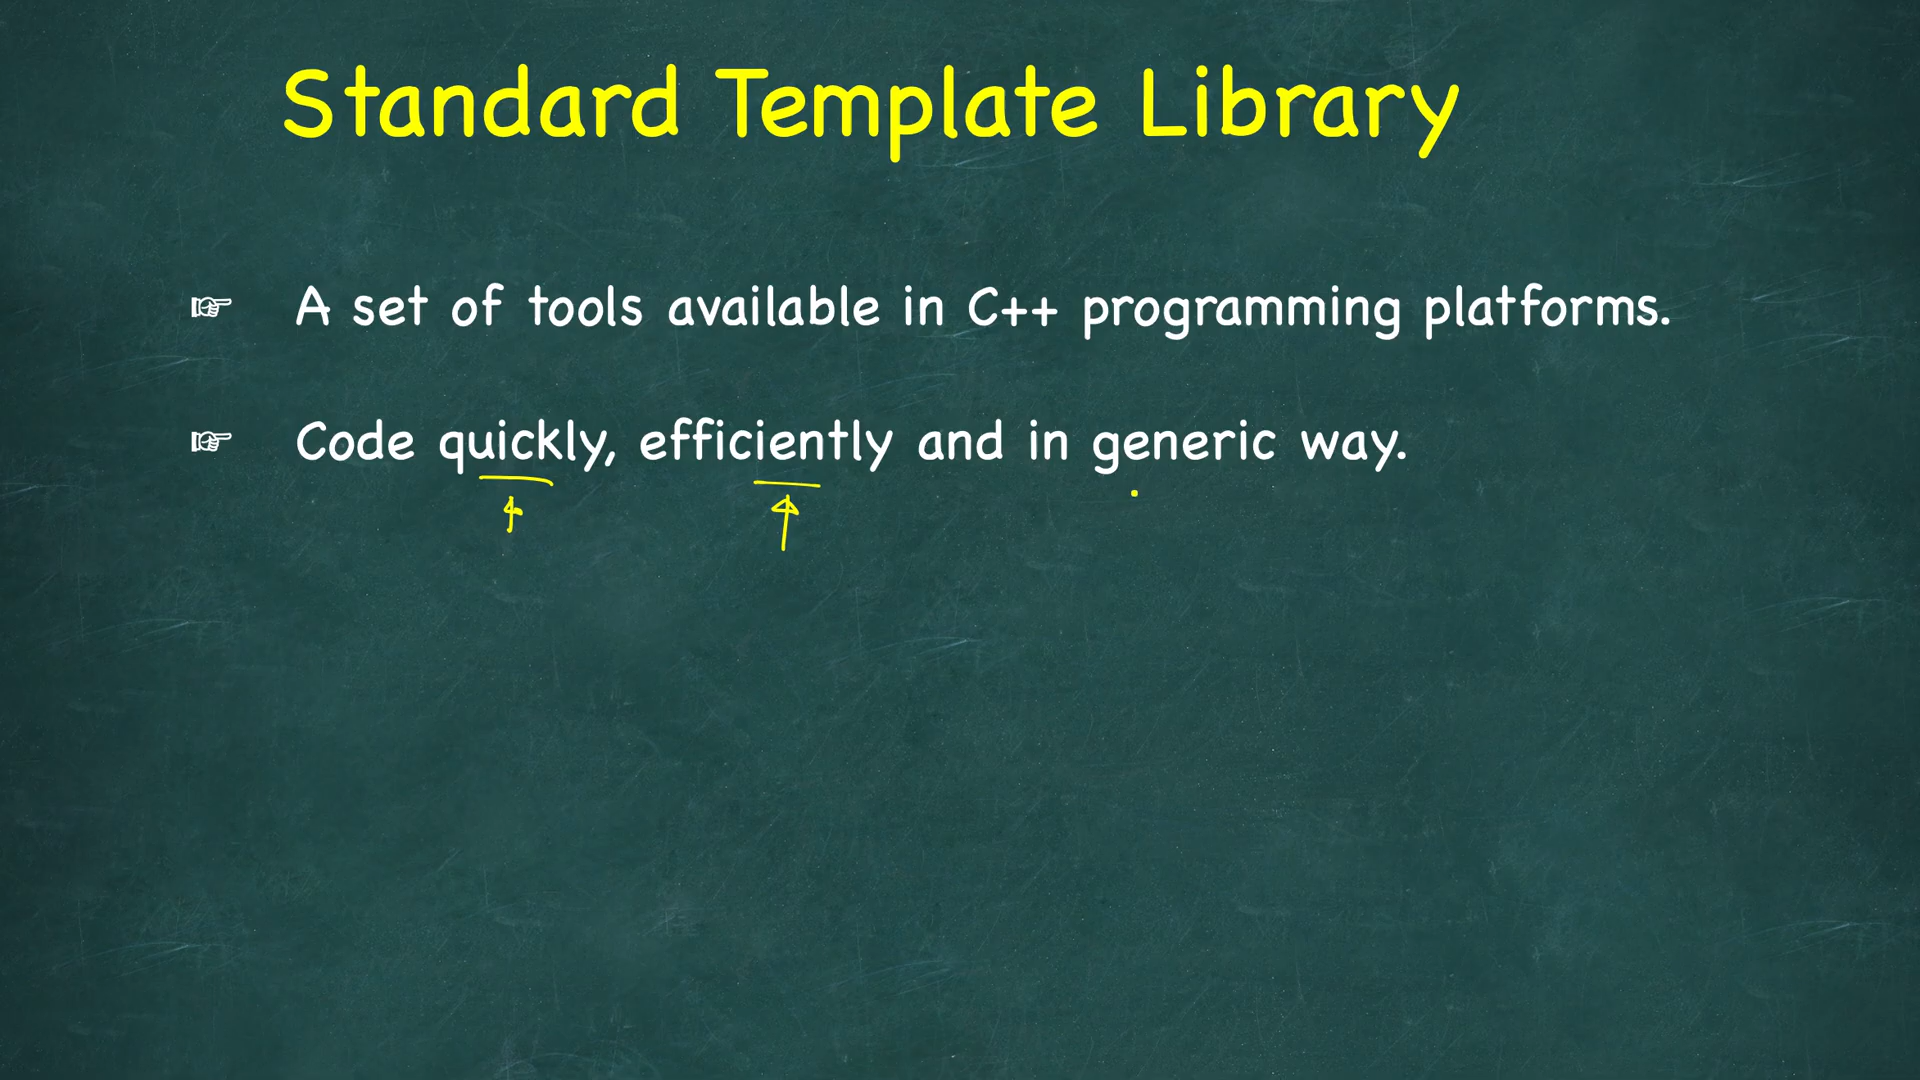 Standard Template Library
☞ A set of tools available in C++ programming platforms.
☞ Code quickly, efficiently and in generic way.